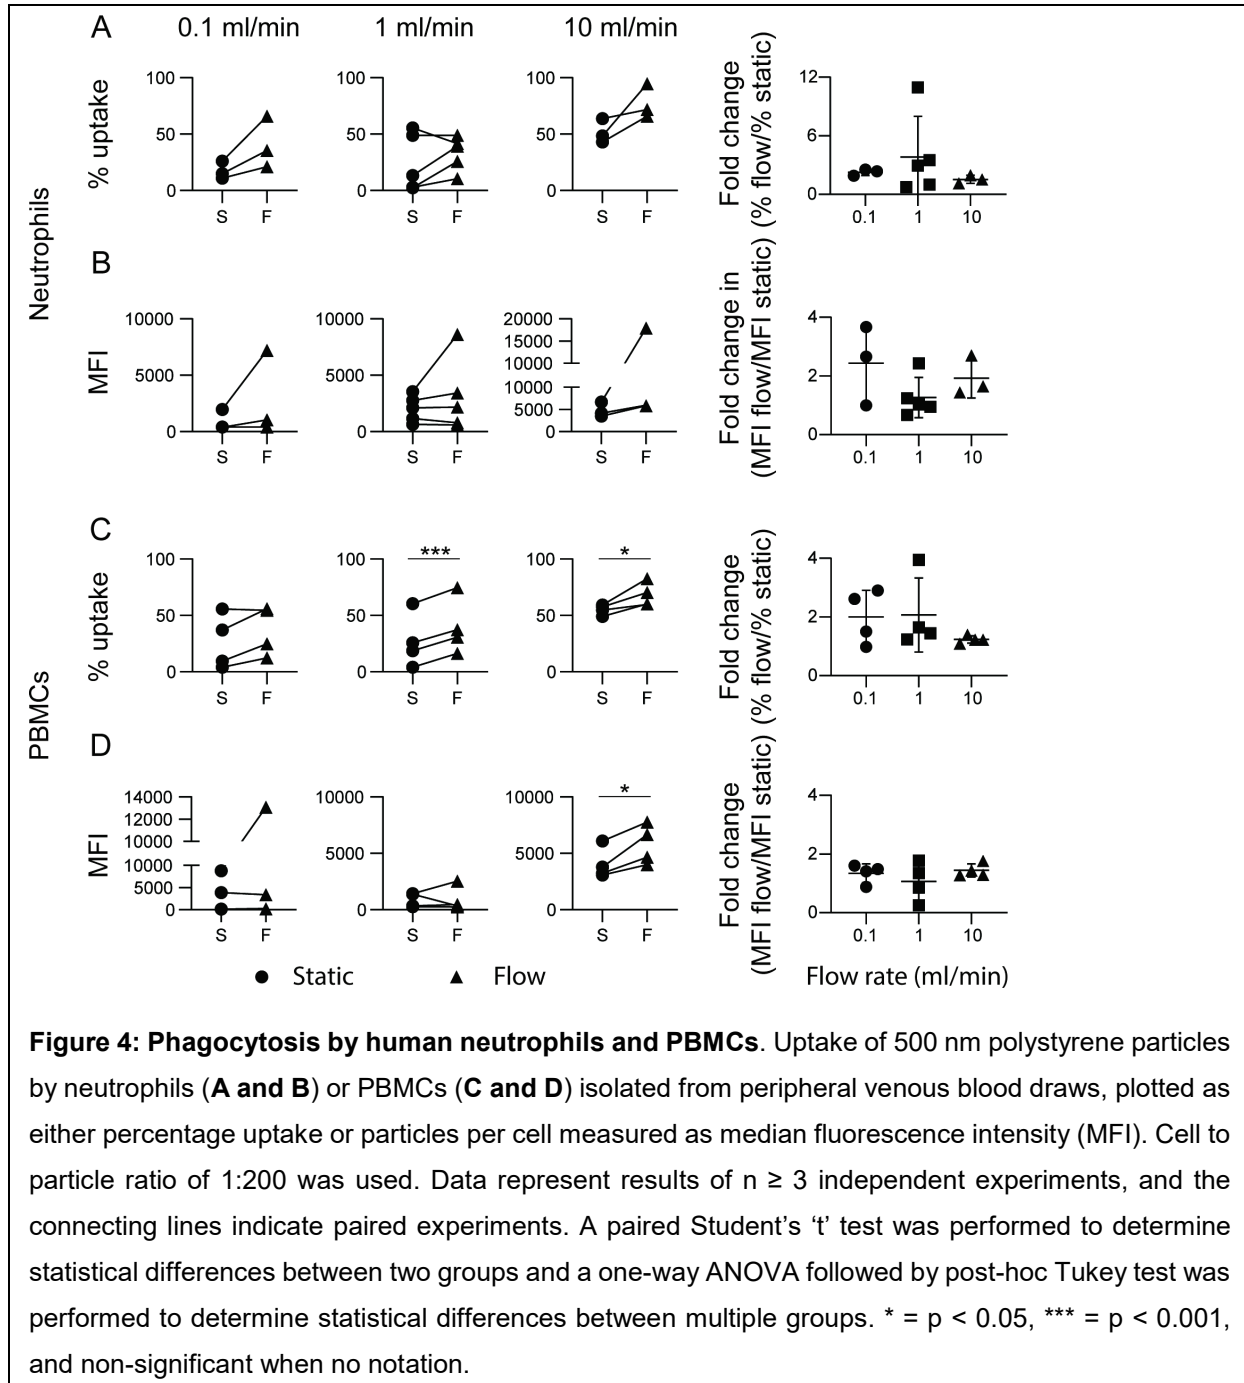 A 0.1 ml/min 1 ml/min 10 ml/min
Neutrophils
% uptake
100
50
0
S F
100
50
0
S F
100
50
0
S F
Fold change
(% flow/% static)
12
6
0
0.1 1 10
B
MFI
10000
5000
0
S F
10000
5000
0
S F
20000
15000
10000
10000
5000
0
S F
Fold change in
(MFI flow/MFI static)
4
2
0
0.1 1 10
PBMCs
C
% uptake
100
50
0
S F
100
50
0
***
S F
100
50
0
*
S F
Fold change
(% flow/% static)
4
2
0
0.1 1 10
D
MFI
14000
12000
10000
10000
5000
0
S F
10000
5000
0
S F
10000
5000
0
*
S F
Fold change
(MFI flow/MFI static)
4
2
0
0.1 1 10
Static Flow Flow rate (ml/min)
Figure 4: Phagocytosis by human neutrophils and PBMCs. Uptake of 500 nm polystyrene particles
by neutrophils (A and B) or PBMCs (C and D) isolated from peripheral venous blood draws, plotted as
either percentage uptake or particles per cell measured as median fluorescence intensity (MFI). Cell to
particle ratio of 1:200 was used. Data represent results of n ≥ 3 independent experiments, and the
connecting lines indicate paired experiments. A paired Student’s ‘t’ test was performed to determine
statistical differences between two groups and a one-way ANOVA followed by post-hoc Tukey test was
performed to determine statistical differences between multiple groups. * = p < 0.05, *** = p < 0.001,
and non-significant when no notation.